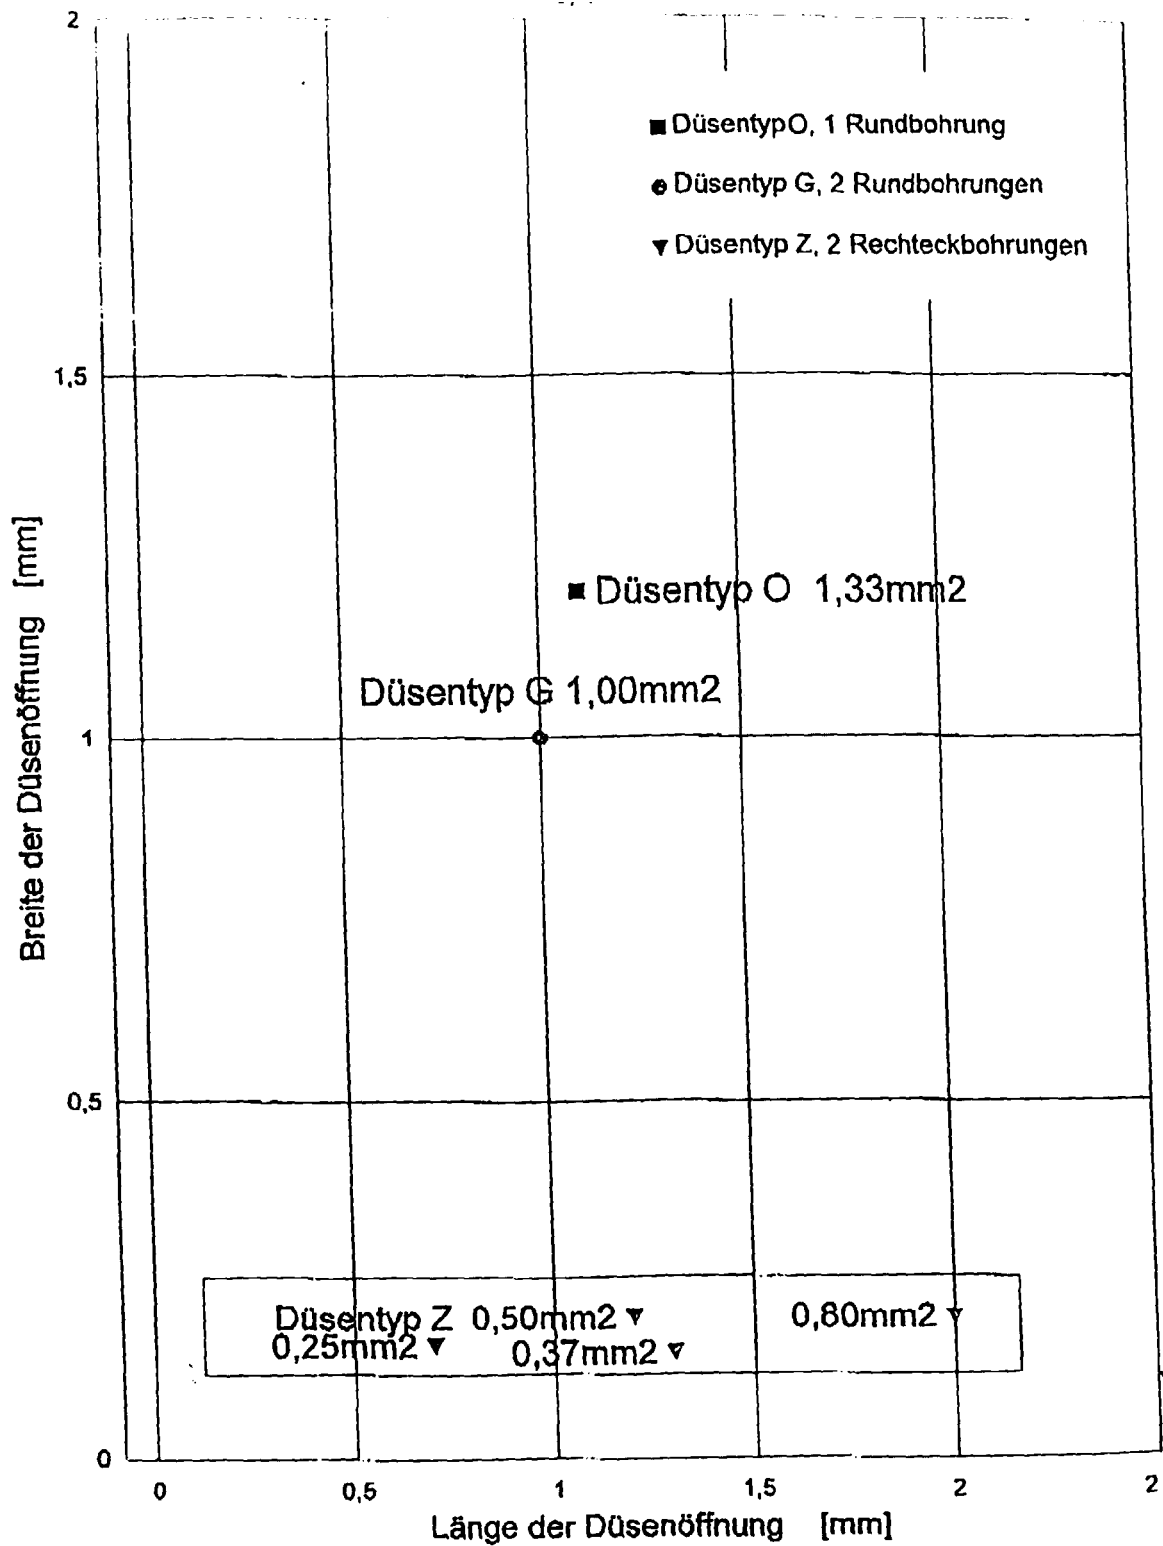 2
■ DüsentypO, 1 Rundbohrung
Düsentyp G, 2 Rundbohrungen
▼ Düsentyp Z, 2 Rechteckbohrungen
1,5
Breite der Düsenöffnung [mm]
■ Düsentyp O 1,33mm2
Düsentyp G 1,00mm2
1
0,5
Düsentyp Z 0,50mm2 ▼ 0,80mm2 ▼
0,25mm2 ▼ 0,37mm2 ▼
0
0 0,5 1 1,5 2 2
Länge der Düsenöffnung [mm]